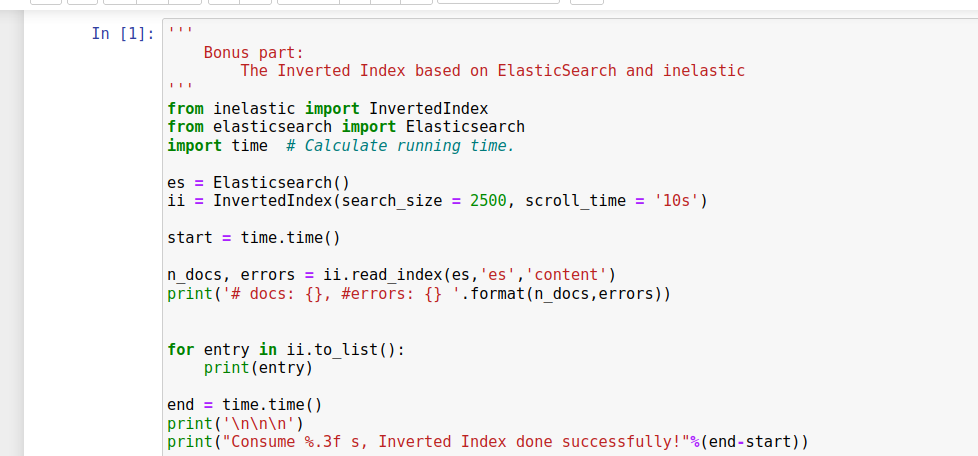 In [1]: '''
    Bonus part:
        The Inverted Index based on ElasticSearch and inelastic
'''
from inelastic import InvertedIndex
from elasticsearch import Elasticsearch
import time  # Calculate running time.

es = Elasticsearch()
ii = InvertedIndex(search_size = 2500, scroll_time = '10s')

start = time.time()

n_docs, errors = ii.read_index(es,'es','content')
print('# docs: {}, #errors: {} '.format(n_docs,errors))


for entry in ii.to_list():
    print(entry)

end = time.time()
print('\n\n\n')
print("Consume %.3f s, Inverted Index done successfully!"%(end-start))